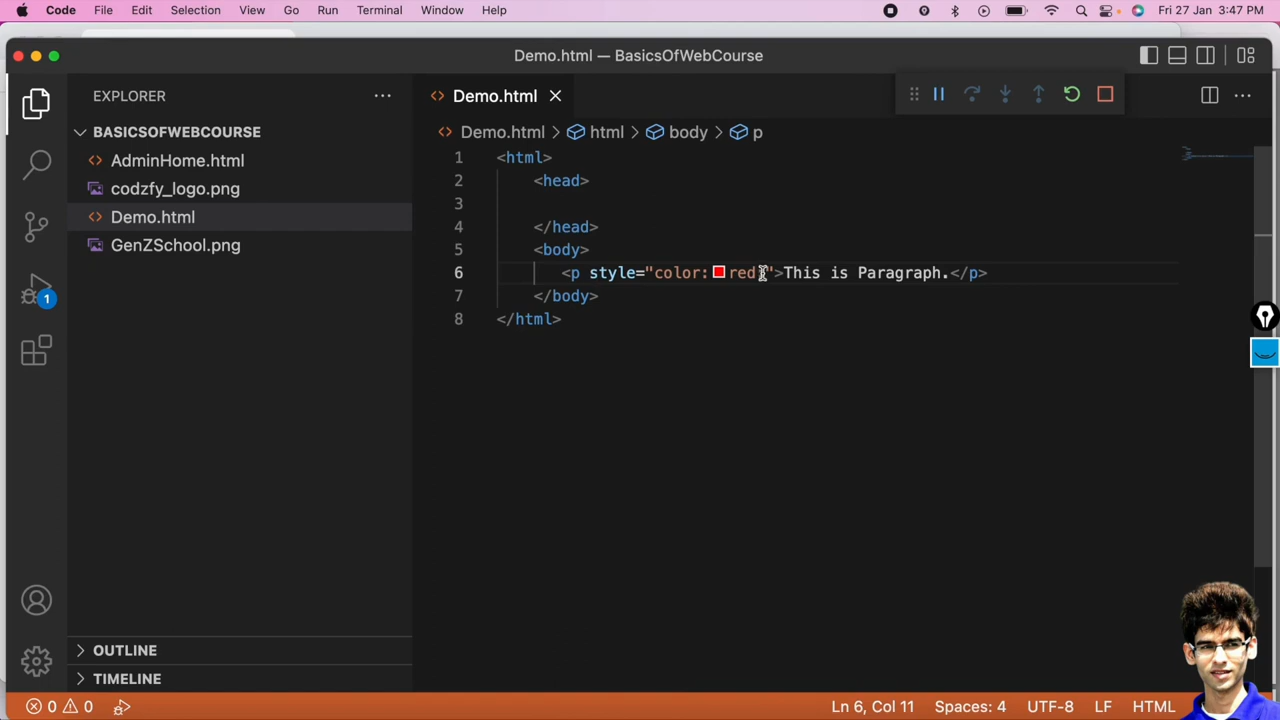 Code File Edit Selection View Go Run Terminal Window Help Fri 27 Jan 3:47 PM
Demo.html — BasicsOfWebCourse
EXPLORER
Demo.html
BASICSOFWEBCOURSE
Demo.html > html > body > p
AdminHome.html
codzfy_logo.png
Demo.html
GenZSchool.png
1 <html>
2 <head>
3
4 </head>
5 <body>
6 <p style="color:red;">This is Paragraph.</p>
7 </body>
8 </html>
1
OUTLINE
TIMELINE
0 0 Ln 6, Col 11 Spaces: 4 UTF-8 LF HTML